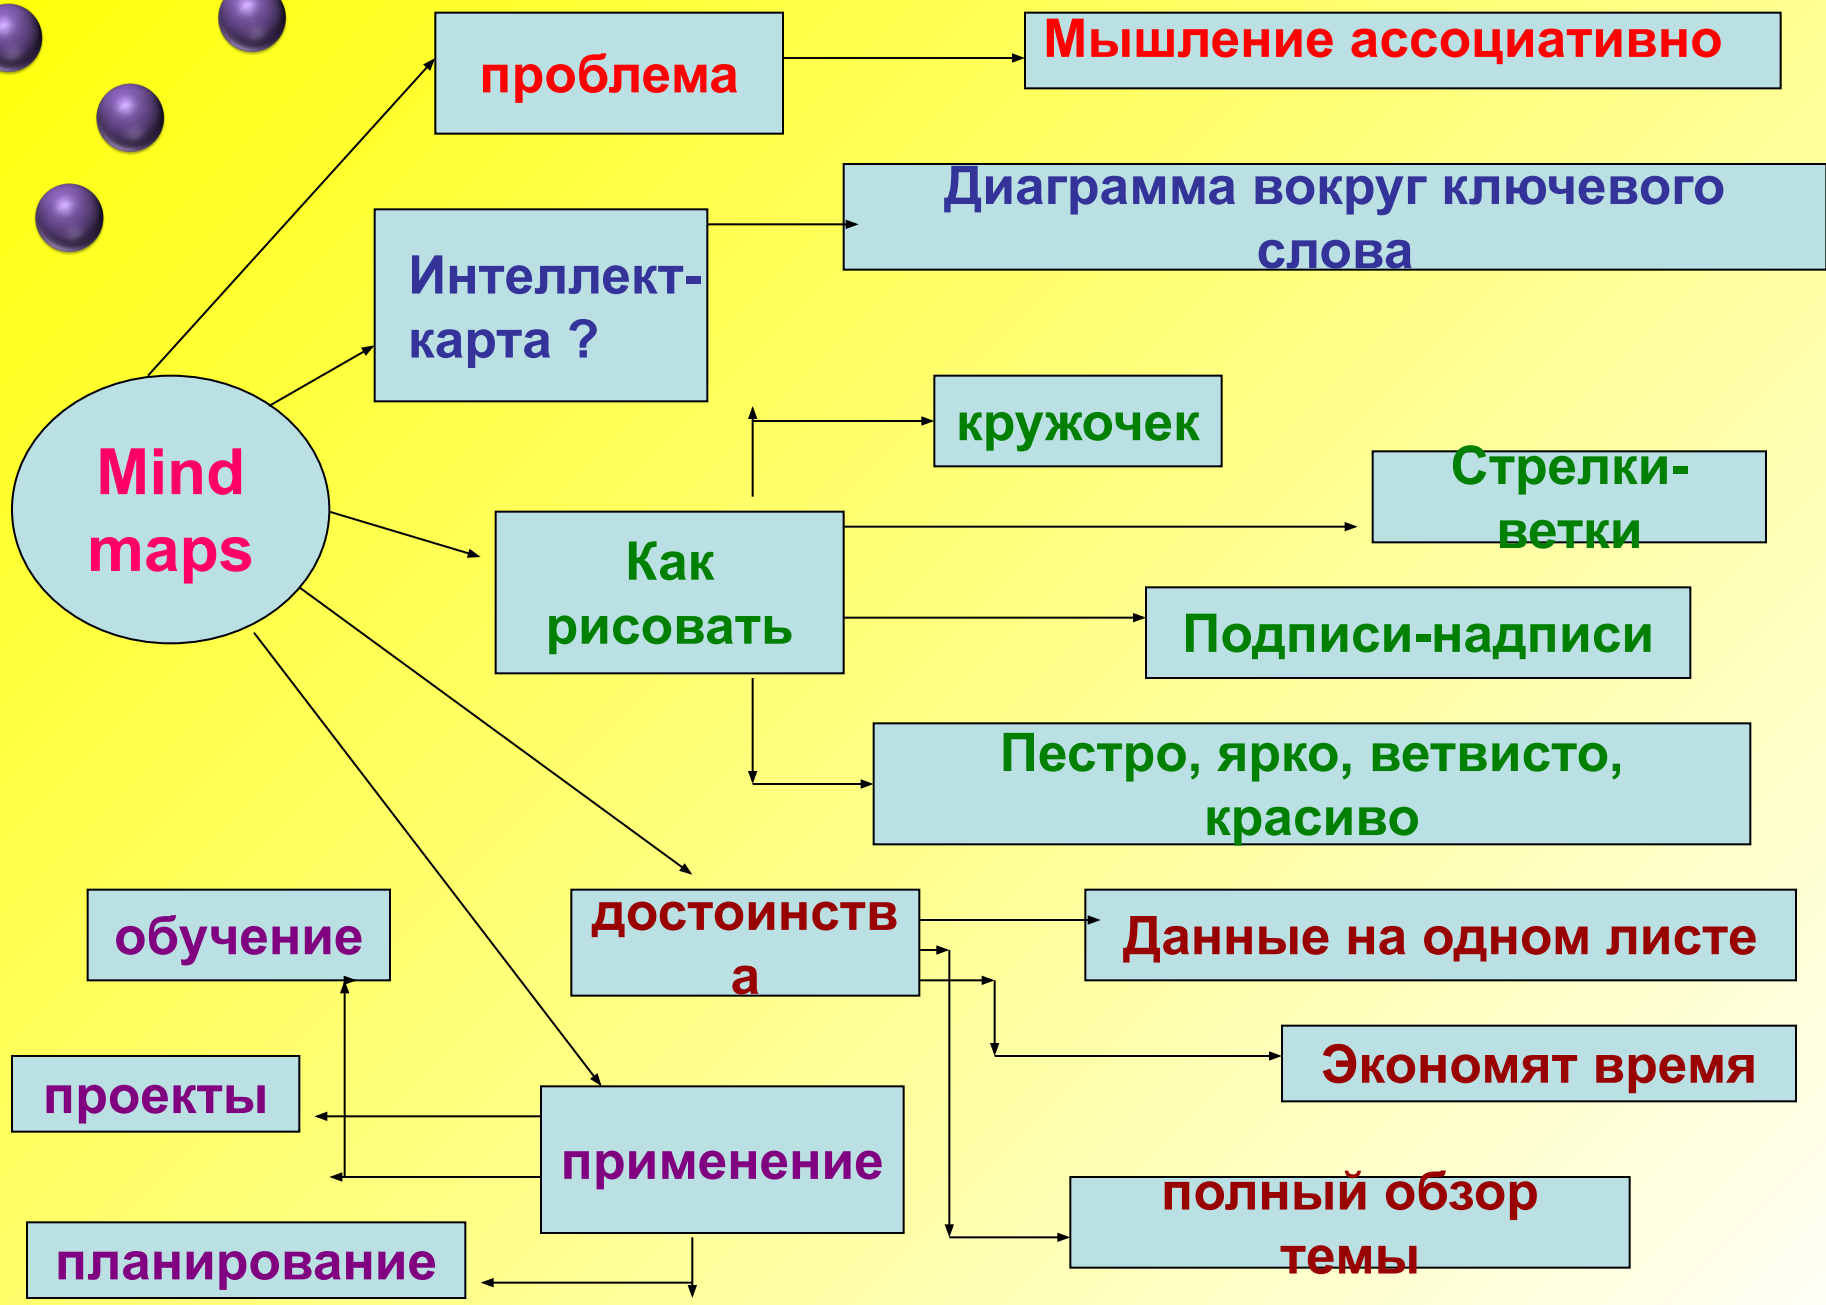 проблема
Мышление ассоциативно
Диаграмма вокруг ключевого
слова
Интеллект-
карта ?
Mind
maps
кружочек
Стрелки-
ветки
Как
рисовать
Подписи-надписи
Пестро, ярко, ветвисто,
красиво
достоинств
а
Данные на одном листе
Экономят время
полный обзор
темы
применение
обучение
проекты
планирование